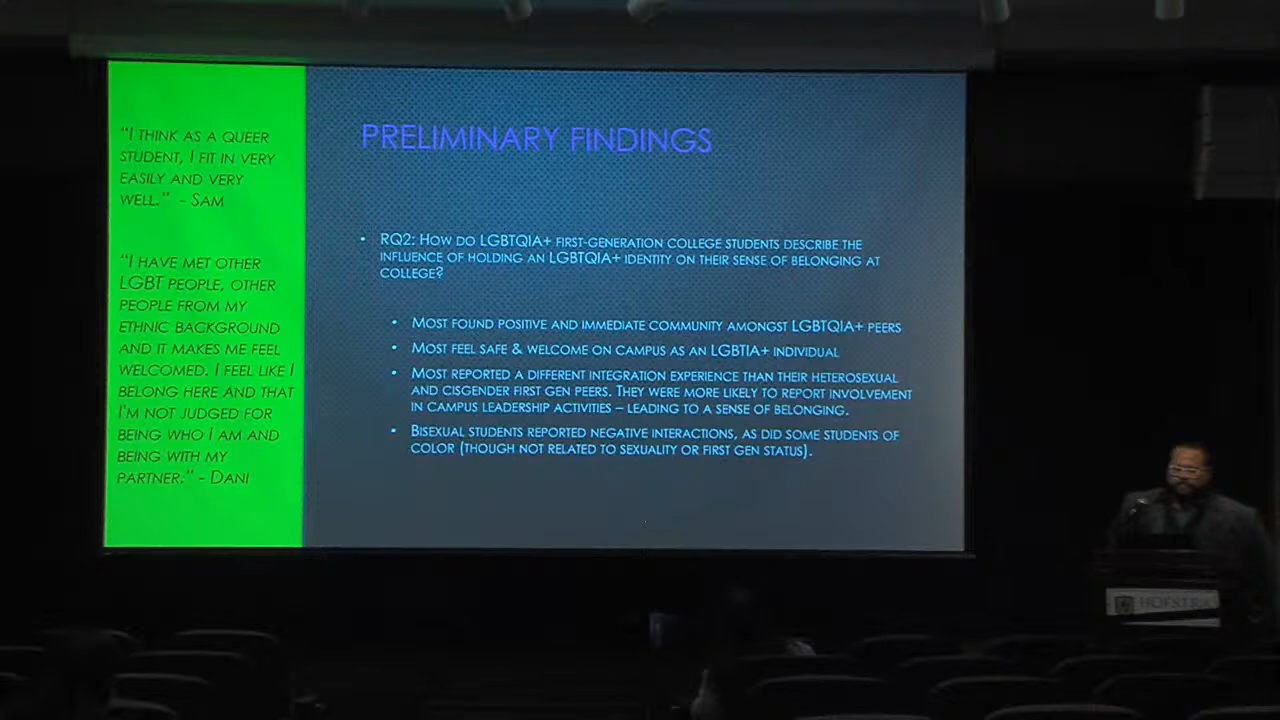 "I THINK AS A QUEER
STUDENT, I FIT IN VERY
EASILY AND VERY
WELL." - SAM
"I HAVE MET OTHER
LGBT PEOPLE, OTHER
PEOPLE FROM MY
ETHNIC BACKGROUND
AND IT MAKES ME FEEL
WELCOMED. I FEEL LIKE I
BELONG HERE AND THAT
I'M NOT JUDGED FOR
BEING WHO I AM AND
BEING WITH MY
PARTNER." - DANI
PRELIMINARY FINDINGS
• RQ2: HOW DO LGBTQIA+ FIRST-GENERATION COLLEGE STUDENTS DESCRIBE THE
INFLUENCE OF HOLDING AN LGBTQIA+ IDENTITY ON THEIR SENSE OF BELONGING AT
COLLEGE?
• MOST FOUND POSITIVE AND IMMEDIATE COMMUNITY AMONGST LGBTQIA+ PEERS
• MOST FEEL SAFE & WELCOME ON CAMPUS AS AN LGBTIA+ INDIVIDUAL
• MOST REPORTED A DIFFERENT INTEGRATION EXPERIENCE THAN THEIR HETEROSEXUAL
AND CISGENDER FIRST GEN PEERS. THEY WERE MORE LIKELY TO REPORT INVOLVEMENT
IN CAMPUS LEADERSHIP ACTIVITIES – LEADING TO A SENSE OF BELONGING.
• BISEXUAL STUDENTS REPORTED NEGATIVE INTERACTIONS, AS DID SOME STUDENTS OF
COLOR (THOUGH NOT RELATED TO SEXUALITY OR FIRST GEN STATUS).
HOFSTRA